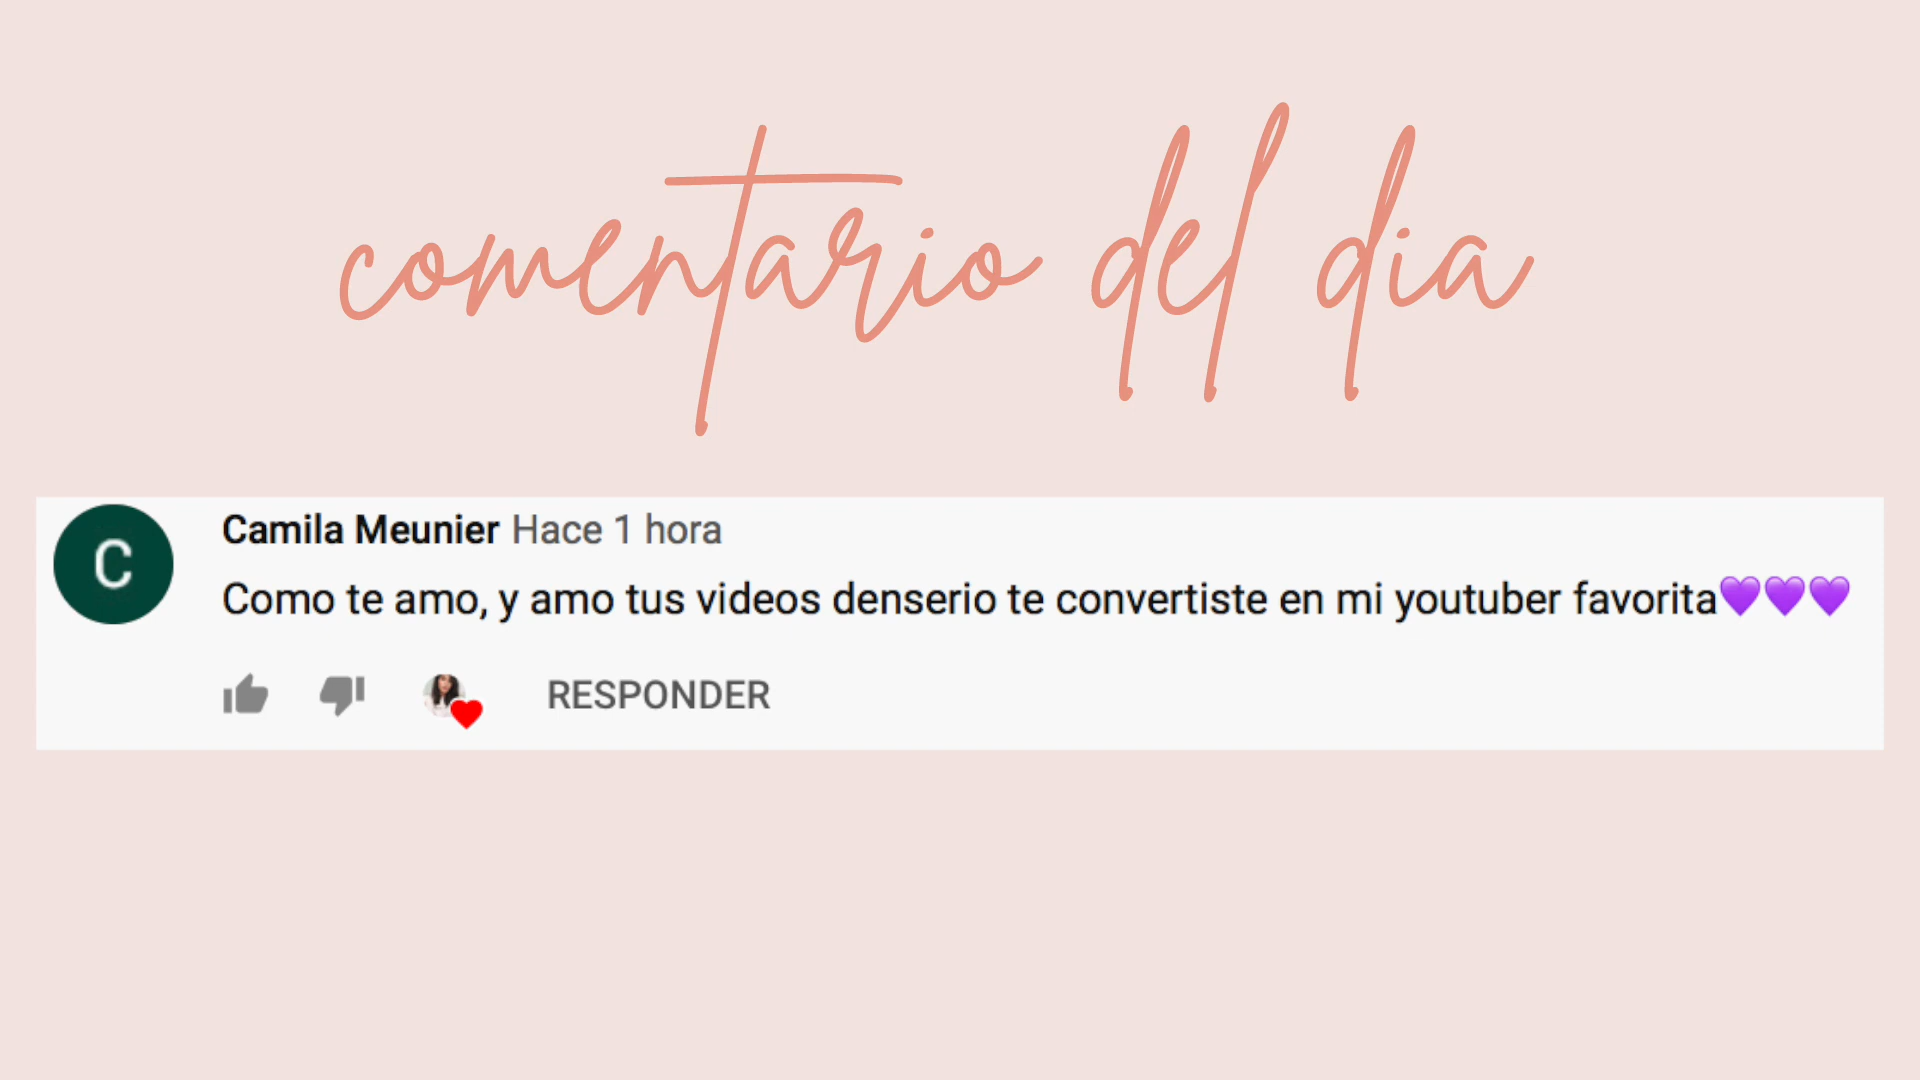 comentario del dia
C
Camila Meunier Hace 1 hora
Como te amo, y amo tus videos denserio te convertiste en mi youtuber favorita💜💜💜
RESPONDER